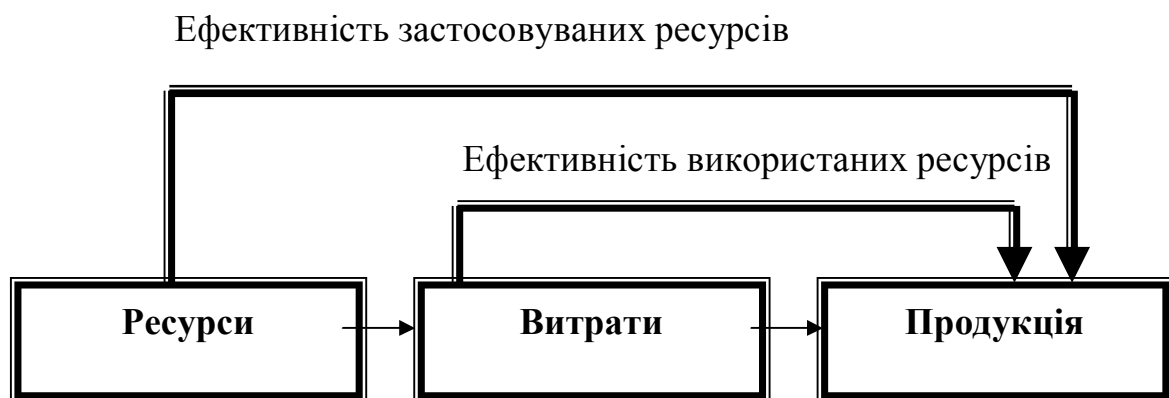 Ефективність застосовуваних ресурсів
Ефективність використаних ресурсів
Ресурси
Витрати
Продукція